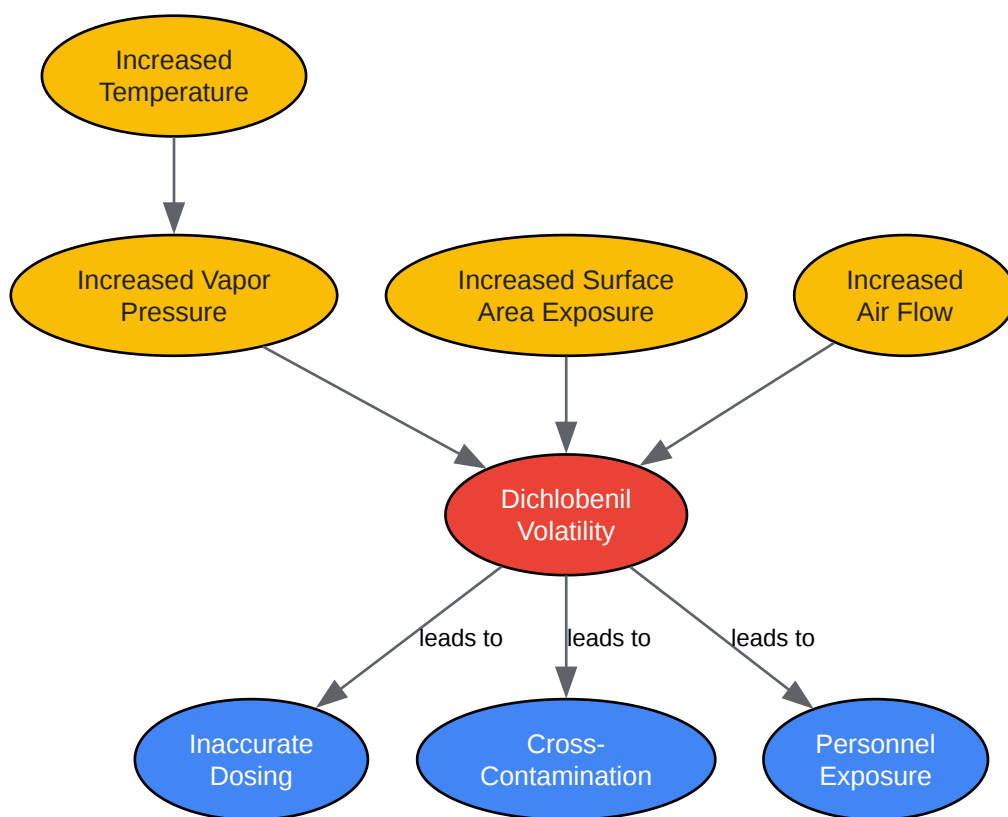 Increased
Temperature
Increased Vapor
Pressure
Increased Surface
Area Exposure
Increased
Air Flow
Dichlobenil
Volatility
leads to
leads to
leads to
Inaccurate
Dosing
Cross-
Contamination
Personnel
Exposure